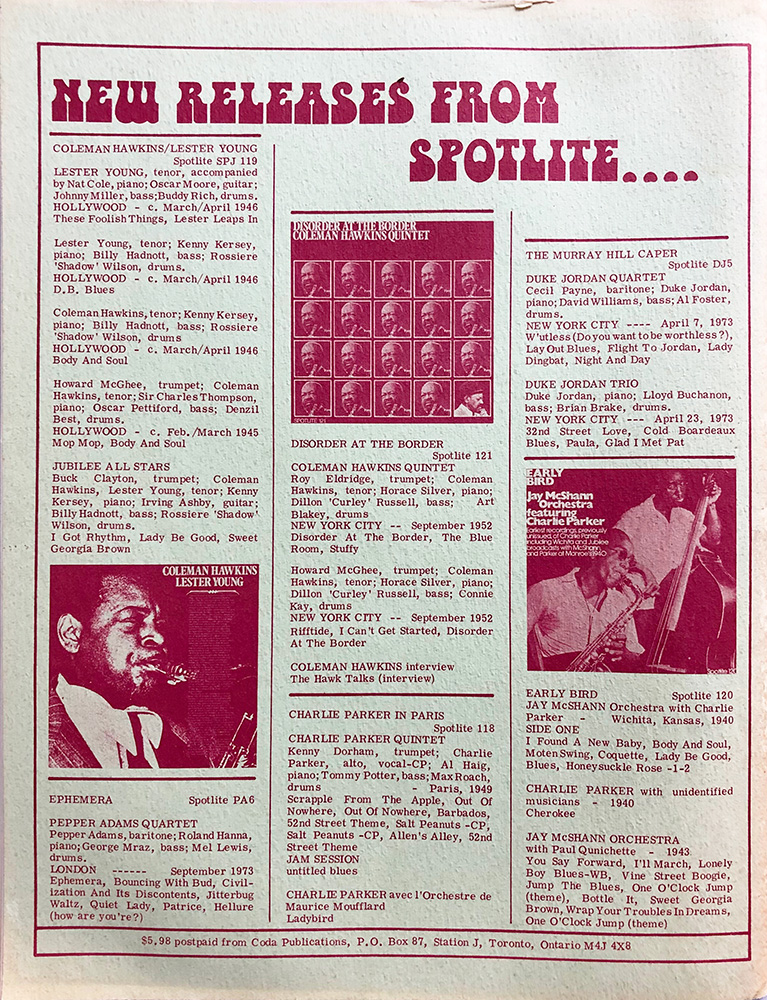 NEW RELEASES FROM
SPOTLITE....
COLEMAN HAWKINS/LESTER YOUNG
Spotlite SPJ 119
LESTER YOUNG, tenor, accompanied
by Nat Cole, piano; Oscar Moore, guitar;
Johnny Miller, bass; Buddy Rich, drums.
HOLLYWOOD - c. March/April 1946
These Foolish Things, Lester Leaps In
Lester Young, tenor; Kenny Kersey,
piano; Billy Hadnott, bass; Rossiere
'Shadow' Wilson, drums.
HOLLYWOOD - c. March/April 1946
D.B. Blues
Coleman Hawkins, tenor; Kenny Kersey,
piano; Billy Hadnott, bass; Rossiere
'Shadow' Wilson, drums
HOLLYWOOD - c. March/April 1946
Body And Soul
Howard McGhee, trumpet; Coleman
Hawkins, tenor; Sir Charles Thompson,
piano; Oscar Pettiford, bass; Denzil
Best, drums.
HOLLYWOOD - c. Feb./March 1945
Mop Mop, Body And Soul
JUBILEE ALL STARS
Buck Clayton, trumpet; Coleman
Hawkins, Lester Young, tenor; Kenny
Kersey, piano; Irving Ashby, guitar;
Billy Hadnott, bass; Rossiere 'Shadow'
Wilson, drums.
I Got Rhythm, Lady Be Good, Sweet
Georgia Brown
COLEMAN HAWKINS
LESTER YOUNG
EPHEMERA Spotlite PA6
PEPPER ADAMS QUARTET
Pepper Adams, baritone; Roland Hanna,
piano; George Mraz, bass; Mel Lewis,
drums.
LONDON ------ September 1973
Ephemera, Bouncing With Bud, Civil-
ization And Its Discontents, Jitterbug
Waltz, Quiet Lady, Patrice, Hellure
(how are you're?)
DISORDER AT THE BORDER
COLEMAN HAWKINS QUINTET
SPOTLITE 121
DISORDER AT THE BORDER
Spotlite 121
COLEMAN HAWKINS QUINTET
Roy Eldridge, trumpet; Coleman
Hawkins, tenor; Horace Silver, piano;
Dillon 'Curley' Russell, bass; Art
Blakey, drums
NEW YORK CITY -- September 1952
Disorder At The Border, The Blue
Room, Stuffy
Howard McGhee, trumpet; Coleman
Hawkins, tenor; Horace Silver, piano;
Dillon 'Curley' Russell, bass; Connie
Kay, drums
NEW YORK CITY -- September 1952
Rifftide, I Can't Get Started, Disorder
At The Border
COLEMAN HAWKINS interview
The Hawk Talks (interview)
CHARLIE PARKER IN PARIS
Spotlite 118
CHARLIE PARKER QUINTET
Kenny Dorham, trumpet; Charlie
Parker, alto, vocal-CP; Al Haig,
piano; Tommy Potter, bass; Max Roach,
drums - Paris, 1949
Scrapple From The Apple, Out Of
Nowhere, Out Of Nowhere, Barbados,
52nd Street Theme, Salt Peanuts -CP,
Salt Peanuts -CP, Allen's Alley, 52nd
Street Theme
JAM SESSION
untitled blues
CHARLIE PARKER avec l'Orchestre de
Maurice Moufflard
Ladybird
THE MURRAY HILL CAPER
Spotlite DJ5
DUKE JORDAN QUARTET
Cecil Payne, baritone; Duke Jordan,
piano; David Williams, bass; Al Foster,
drums.
NEW YORK CITY ---- April 7, 1973
W'utless (Do you want to be worthless?),
Lay Out Blues, Flight To Jordan, Lady
Dingbat, Night And Day
DUKE JORDAN TRIO
Duke Jordan, piano; Lloyd Buchanon,
bass; Brian Brake, drums.
NEW YORK CITY ---- April 23, 1973
32nd Street Love, Cold Boardeaux
Blues, Paula, Glad I Met Pat
EARLY
BIRD
Jay McShann
Orchestra
featuring
Charlie Parker
earliest recordings, previously
unissued, of Charlie Parker
including Wichita and Jubilee
broadcasts with McShann
and Parker at Monroe's 1940
Spotlite 120
EARLY BIRD Spotlite 120
JAY McSHANN Orchestra with Charlie
Parker - Wichita, Kansas, 1940
SIDE ONE
I Found A New Baby, Body And Soul,
Moten Swing, Coquette, Lady Be Good,
Blues, Honeysuckle Rose -1-2
CHARLIE PARKER with unidentified
musicians - 1940
Cherokee
JAY McSHANN ORCHESTRA
with Paul Qunichette - 1943
You Say Forward, I'll March, Lonely
Boy Blues-WB, Vine Street Boogie,
Jump The Blues, One O'Clock Jump
(theme), Bottle It, Sweet Georgia
Brown, Wrap Your Troubles In Dreams,
One O'Clock Jump (theme)
$5.98 postpaid from Coda Publications, P.O. Box 87, Station J, Toronto, Ontario M4J 4X8